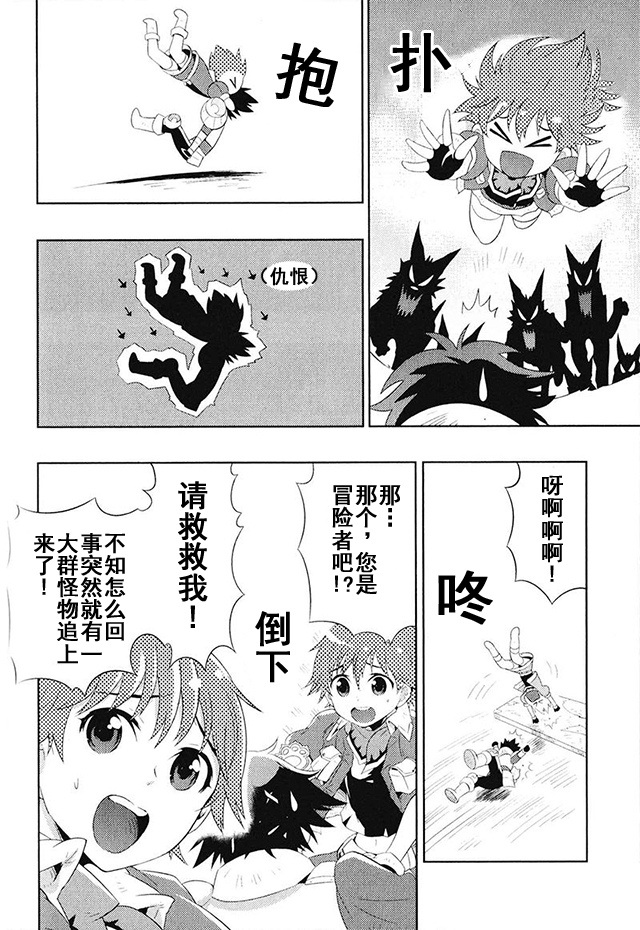 扑
抱
（仇恨）
呀啊啊啊！
咚
那…
那个，您是
冒险者吧!?
倒下
请救救我！
不知怎么回
事突然就有一
大群怪物追上
来了！